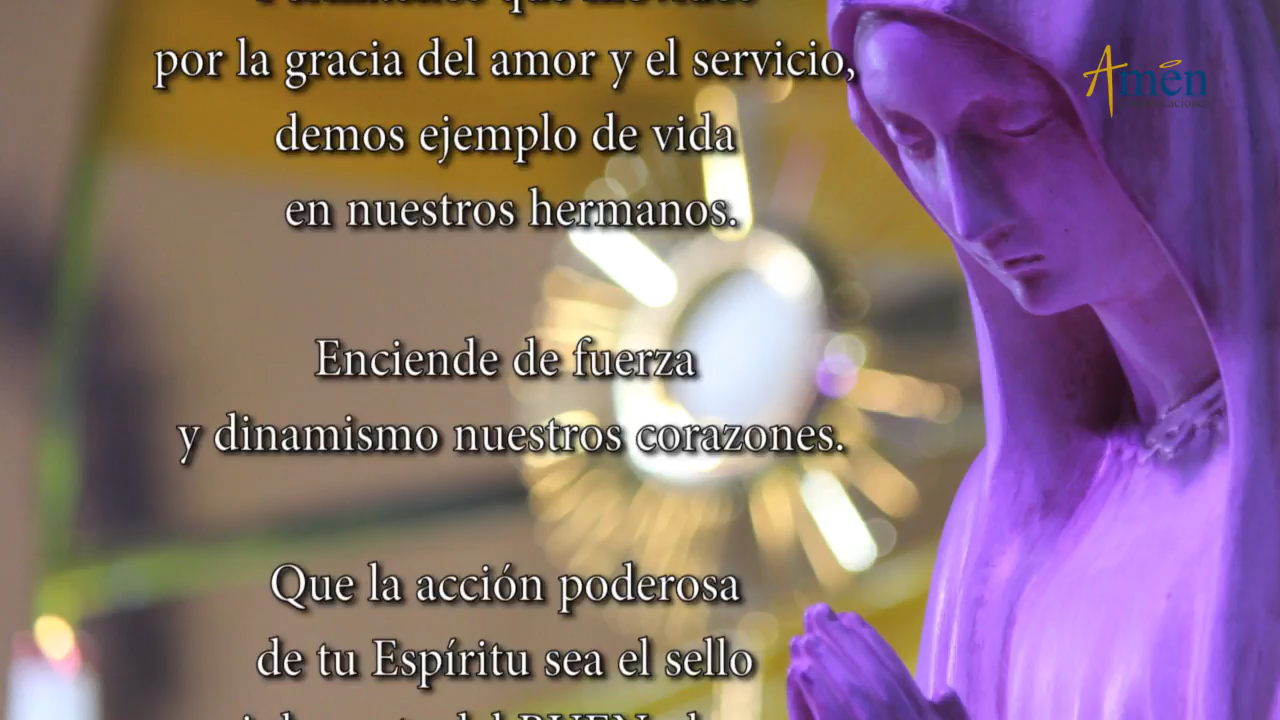 por la gracia del amor y el servicio,
demos ejemplo de vida
en nuestros hermanos.
Enciende de fuerza
y dinamismo nuestros corazones.
Que la acción poderosa
de tu Espíritu sea el sello
Amén